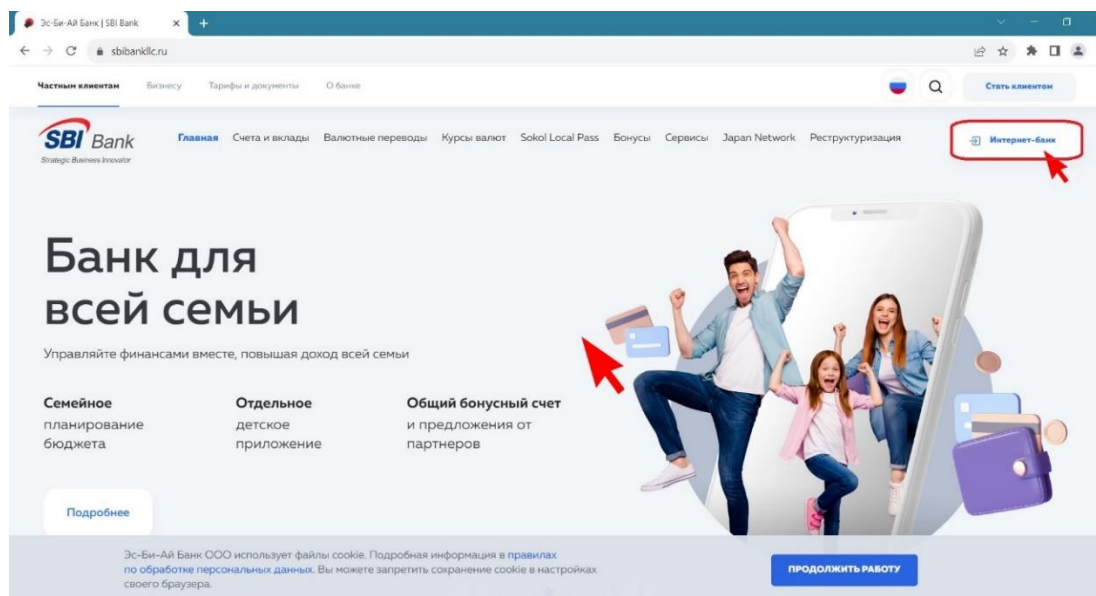 Эс-Би-Ай Банк | SBI Bank
sbibankllc.ru
Частным клиентам Бизнесу Тарифы и документы О банке Стать клиентом
SBI Bank
Strategic Business Innovator
Главная Счета и вклады Валютные переводы Курсы валют Sokol Local Pass Бонусы Сервисы Japan Network Реструктуризация Интернет-банк
Банк для
всей семьи
Управляйте финансами вместе, повышая доход всей семьи
Семейное
планирование
бюджета
Отдельное
детское
приложение
Общий бонусный счет
и предложения от
партнеров
Подробнее
Эс-Би-Ай Банк ООО использует файлы cookie. Подробная информация в правилах
по обработке персональных данных. Вы можете запретить сохранение cookie в настройках
своего браузера.
ПРОДОЛЖИТЬ РАБОТУ